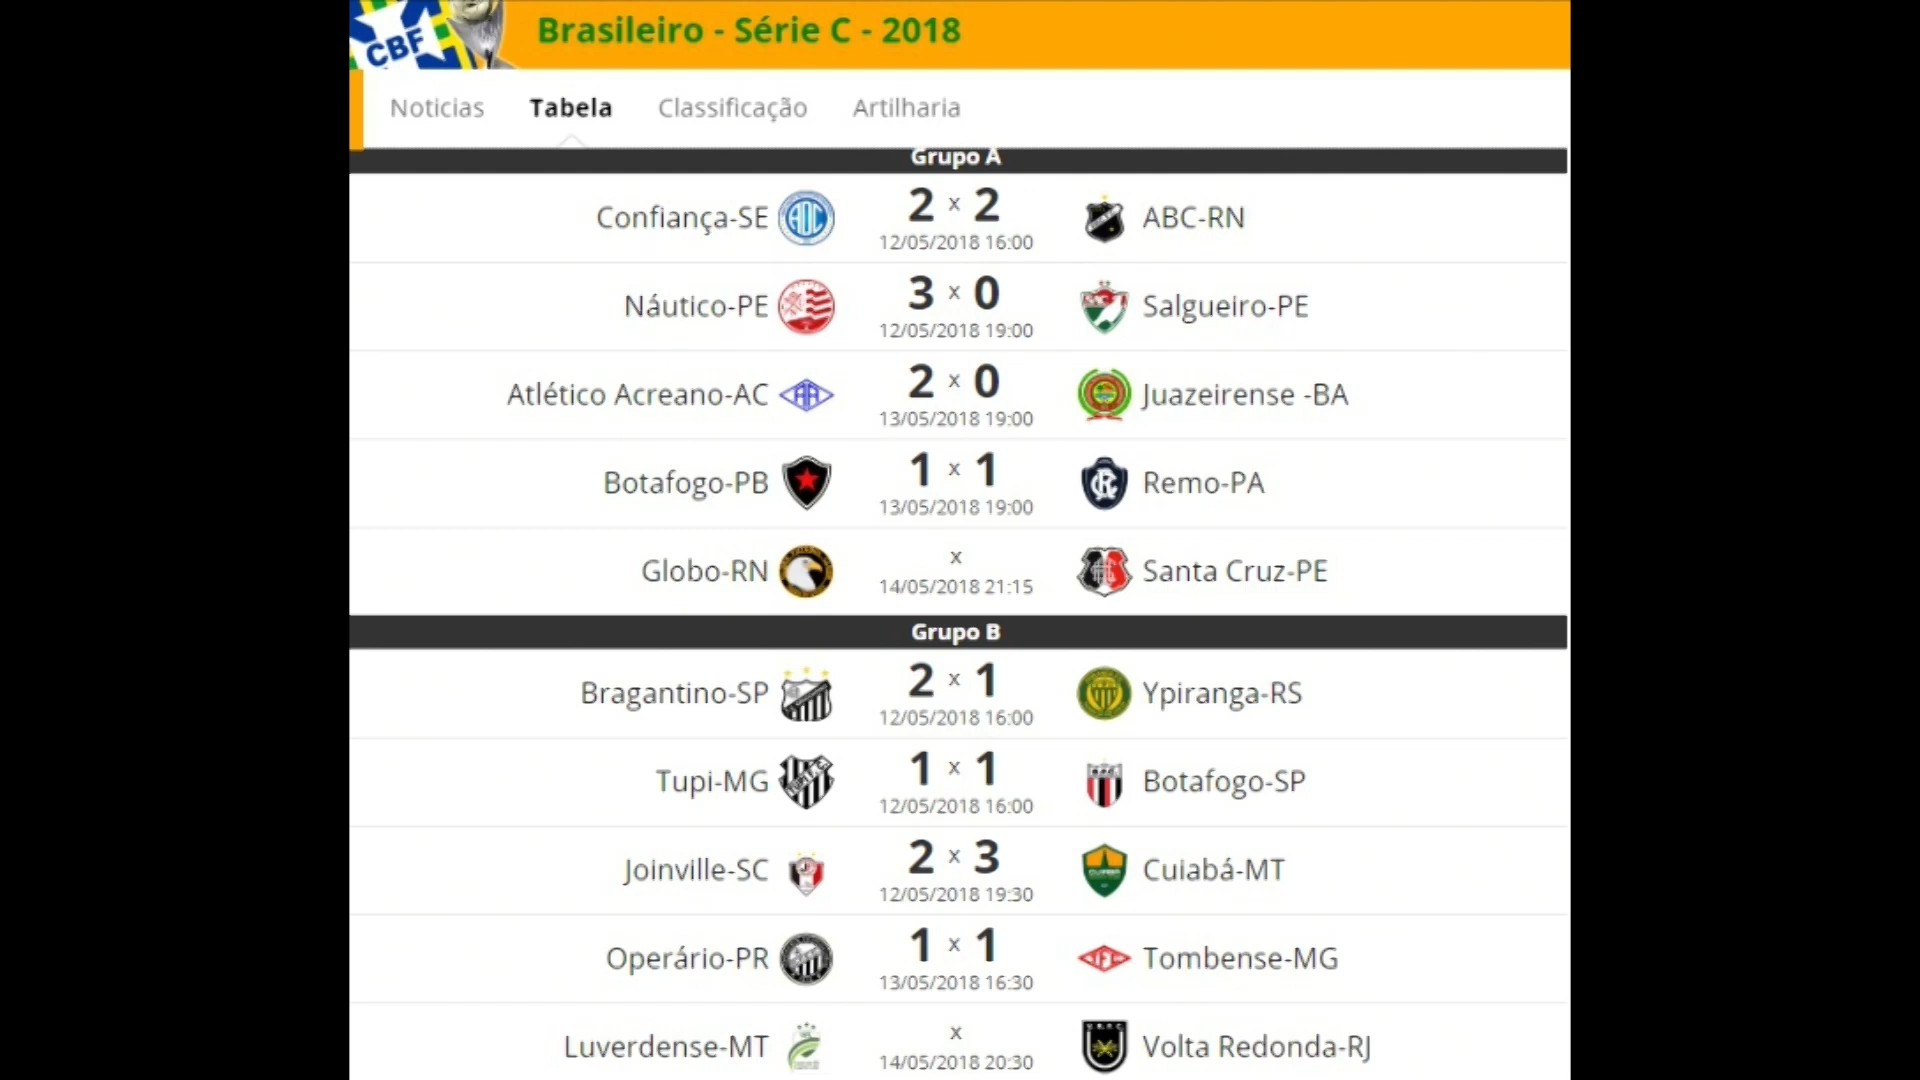 CBF
Brasileiro - Série C - 2018
Noticias Tabela Classificação Artilharia
Grupo A
Confiança-SE 2 x 2 ABC-RN
12/05/2018 16:00
Náutico-PE 3 x 0 Salgueiro-PE
12/05/2018 19:00
Atlético Acreano-AC 2 x 0 Juazeirense -BA
13/05/2018 19:00
Botafogo-PB 1 x 1 Remo-PA
13/05/2018 19:00
Globo-RN x Santa Cruz-PE
14/05/2018 21:15
Grupo B
Bragantino-SP 2 x 1 Ypiranga-RS
12/05/2018 16:00
Tupi-MG 1 x 1 Botafogo-SP
12/05/2018 16:00
Joinville-SC 2 x 3 Cuiabá-MT
12/05/2018 19:30
Operário-PR 1 x 1 Tombense-MG
13/05/2018 16:30
Luverdense-MT x Volta Redonda-RJ
14/05/2018 20:30